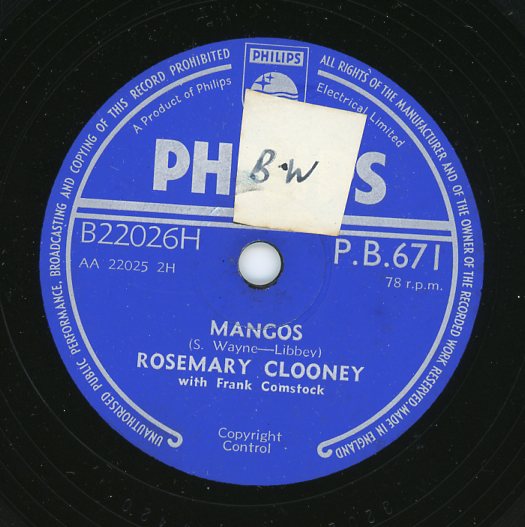 PHILIPS
A Product of Philips Electrical Limited
PH S
B·W
B22026H
P.B.671
AA 22025 2H
78 r.p.m.
MANGOS
(S. Wayne—Libbey)
ROSEMARY CLOONEY
with Frank Comstock
Copyright
Control
ALL RIGHTS OF THE MANUFACTURER AND OF THE OWNER OF THE RECORDED WORK RESERVED. MADE IN ENGLAND
UNAUTHORISED PUBLIC PERFORMANCE, BROADCASTING AND COPYING OF THIS RECORD PROHIBITED